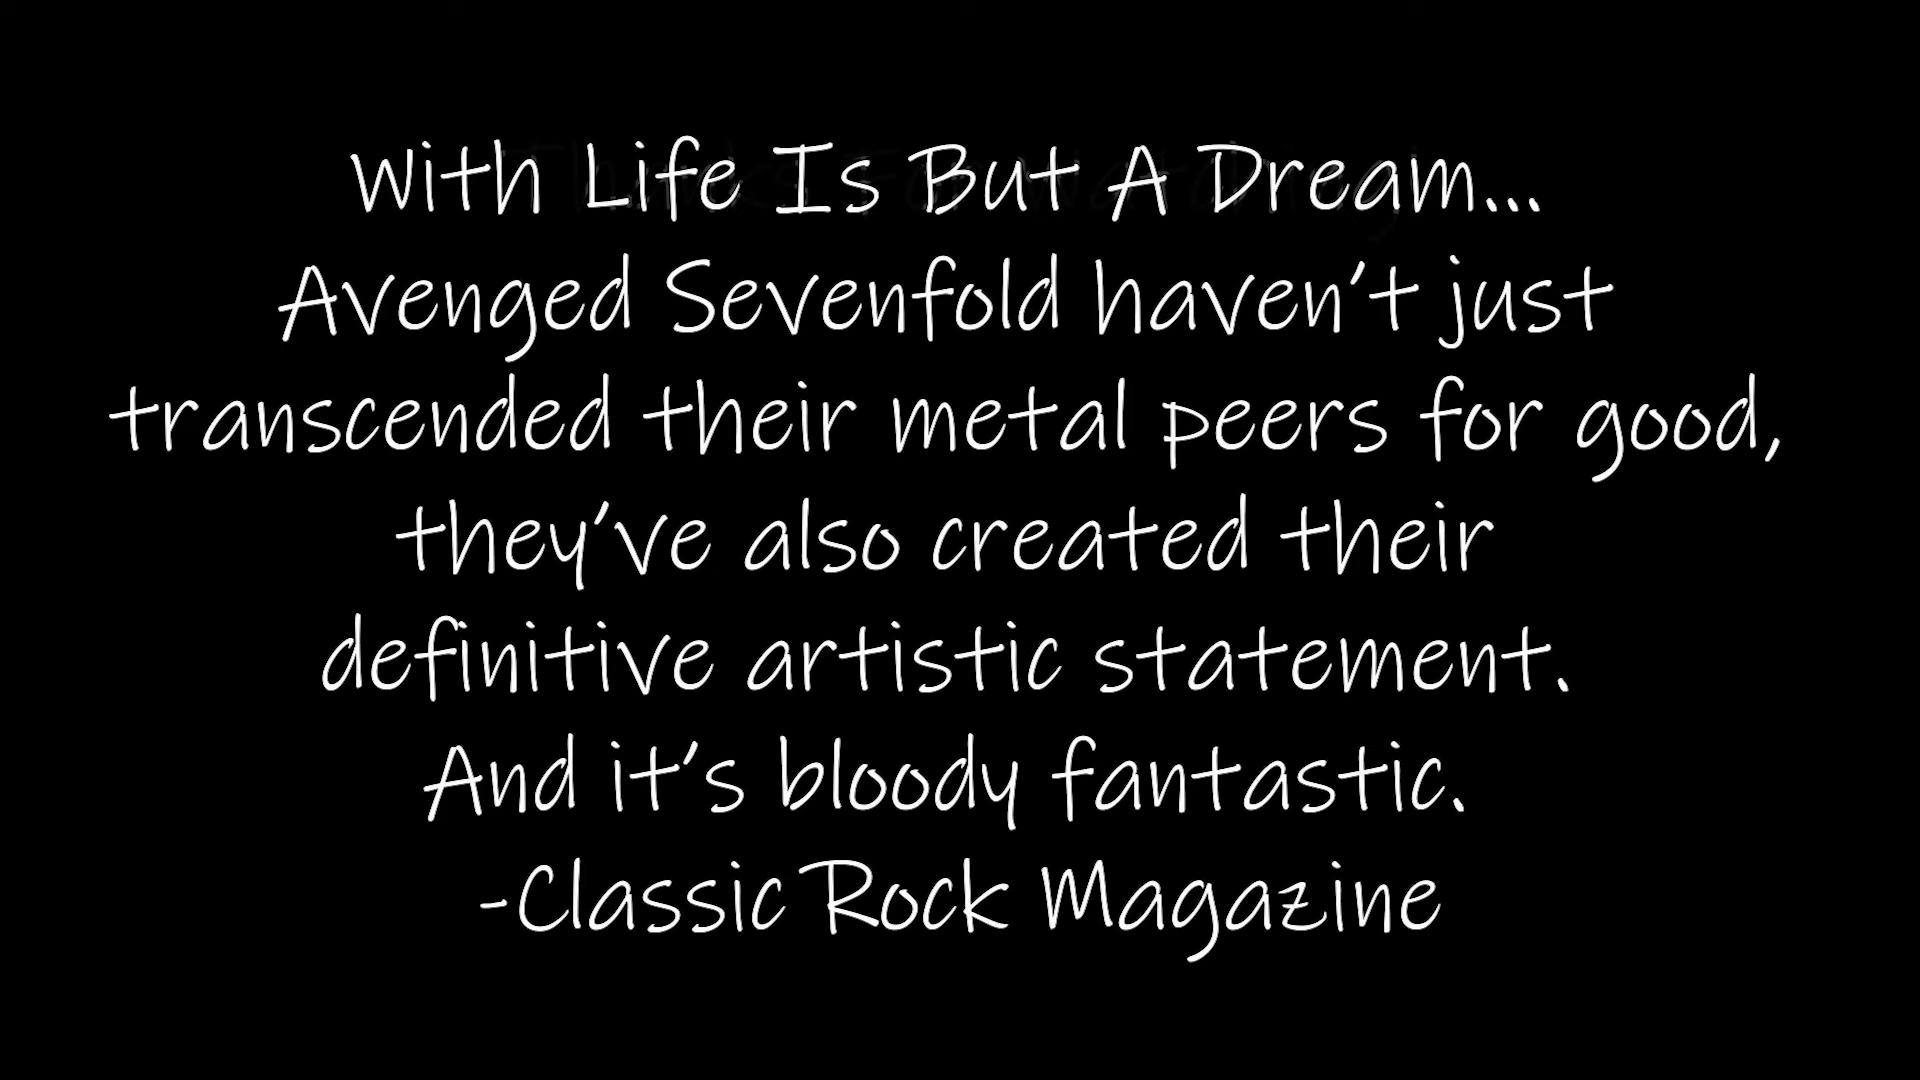 With Life Is But A Dream...
Avenged Sevenfold haven't just
transcended their metal peers for good,
they've also created their
definitive artistic statement.
And it's bloody fantastic.
-Classic Rock Magazine